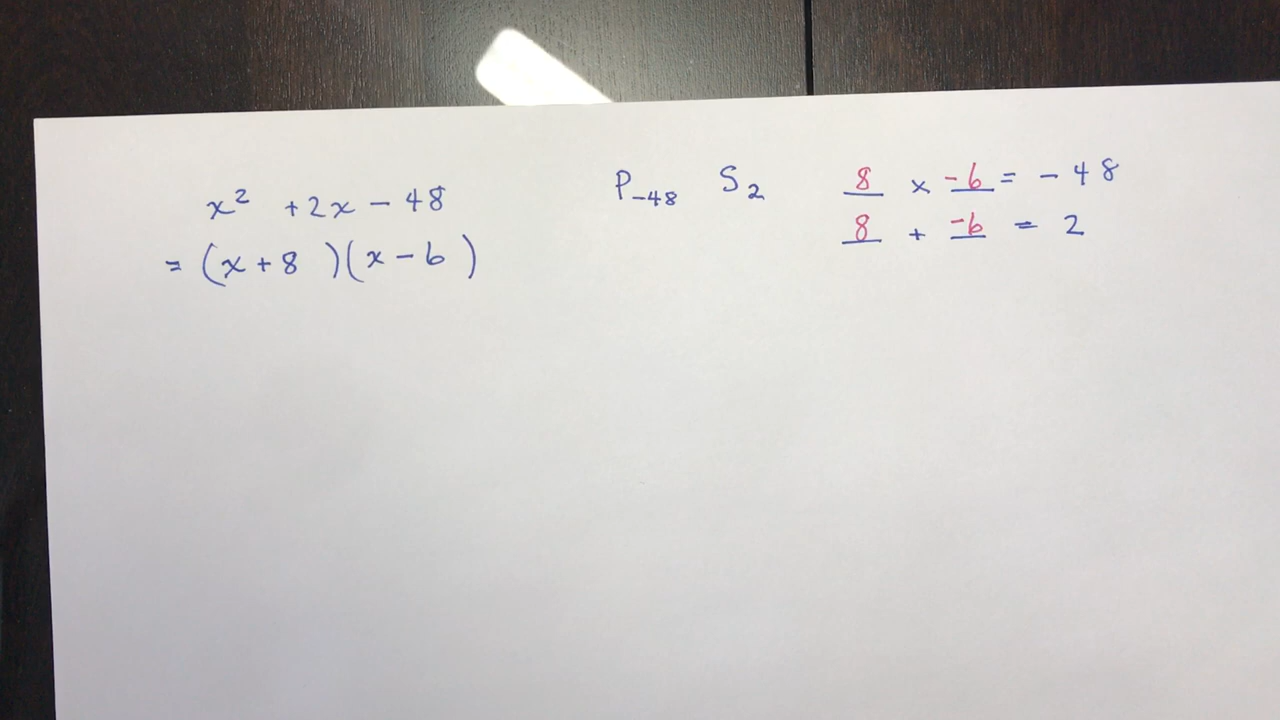 x² + 2x - 48
= (x + 8 )(x - 6 )
P₋₄₈ S₂
8 × -6 = - 48
8 + -6 = 2